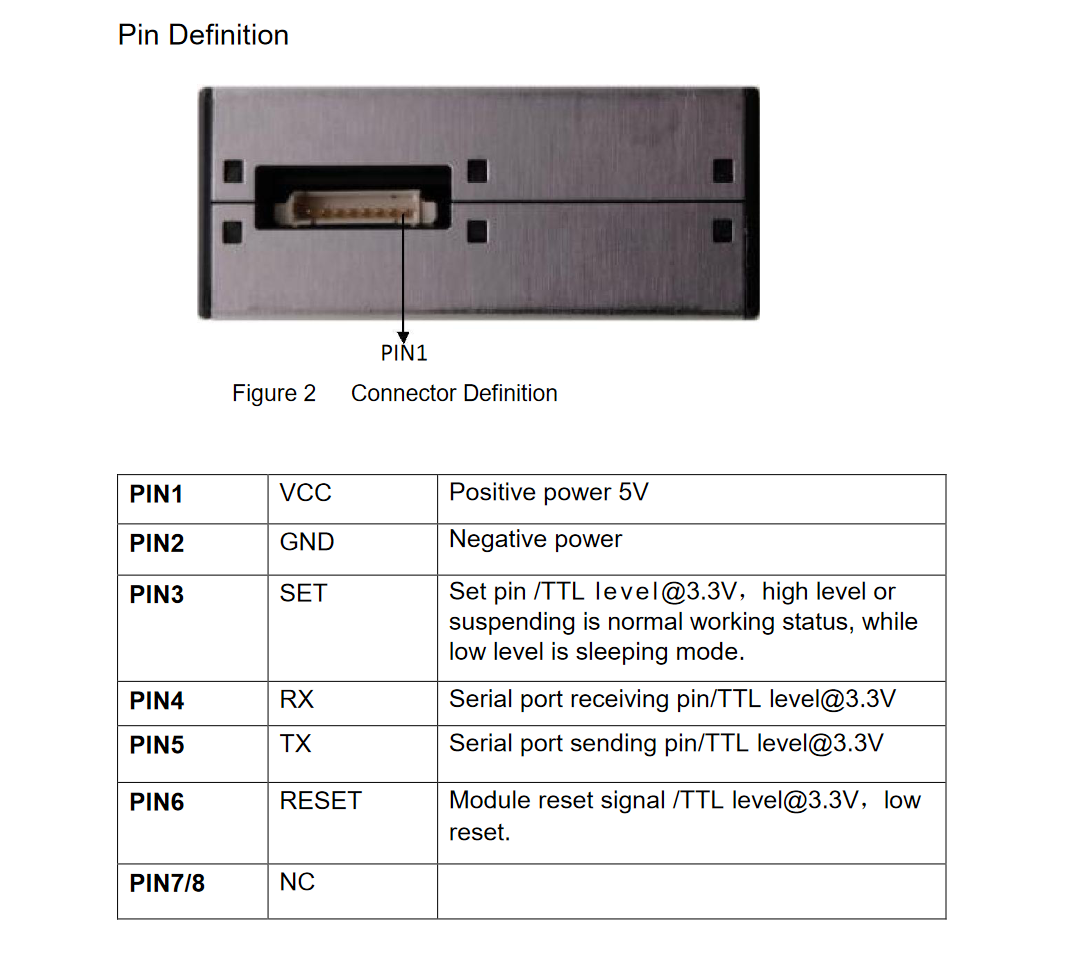 Pin Definition
PIN1
Figure 2 Connector Definition
PIN1 VCC Positive power 5V
PIN2 GND Negative power
PIN3 SET Set pin /TTL level@3.3V，high level or
suspending is normal working status, while
low level is sleeping mode.
PIN4 RX Serial port receiving pin/TTL level@3.3V
PIN5 TX Serial port sending pin/TTL level@3.3V
PIN6 RESET Module reset signal /TTL level@3.3V，low
reset.
PIN7/8 NC